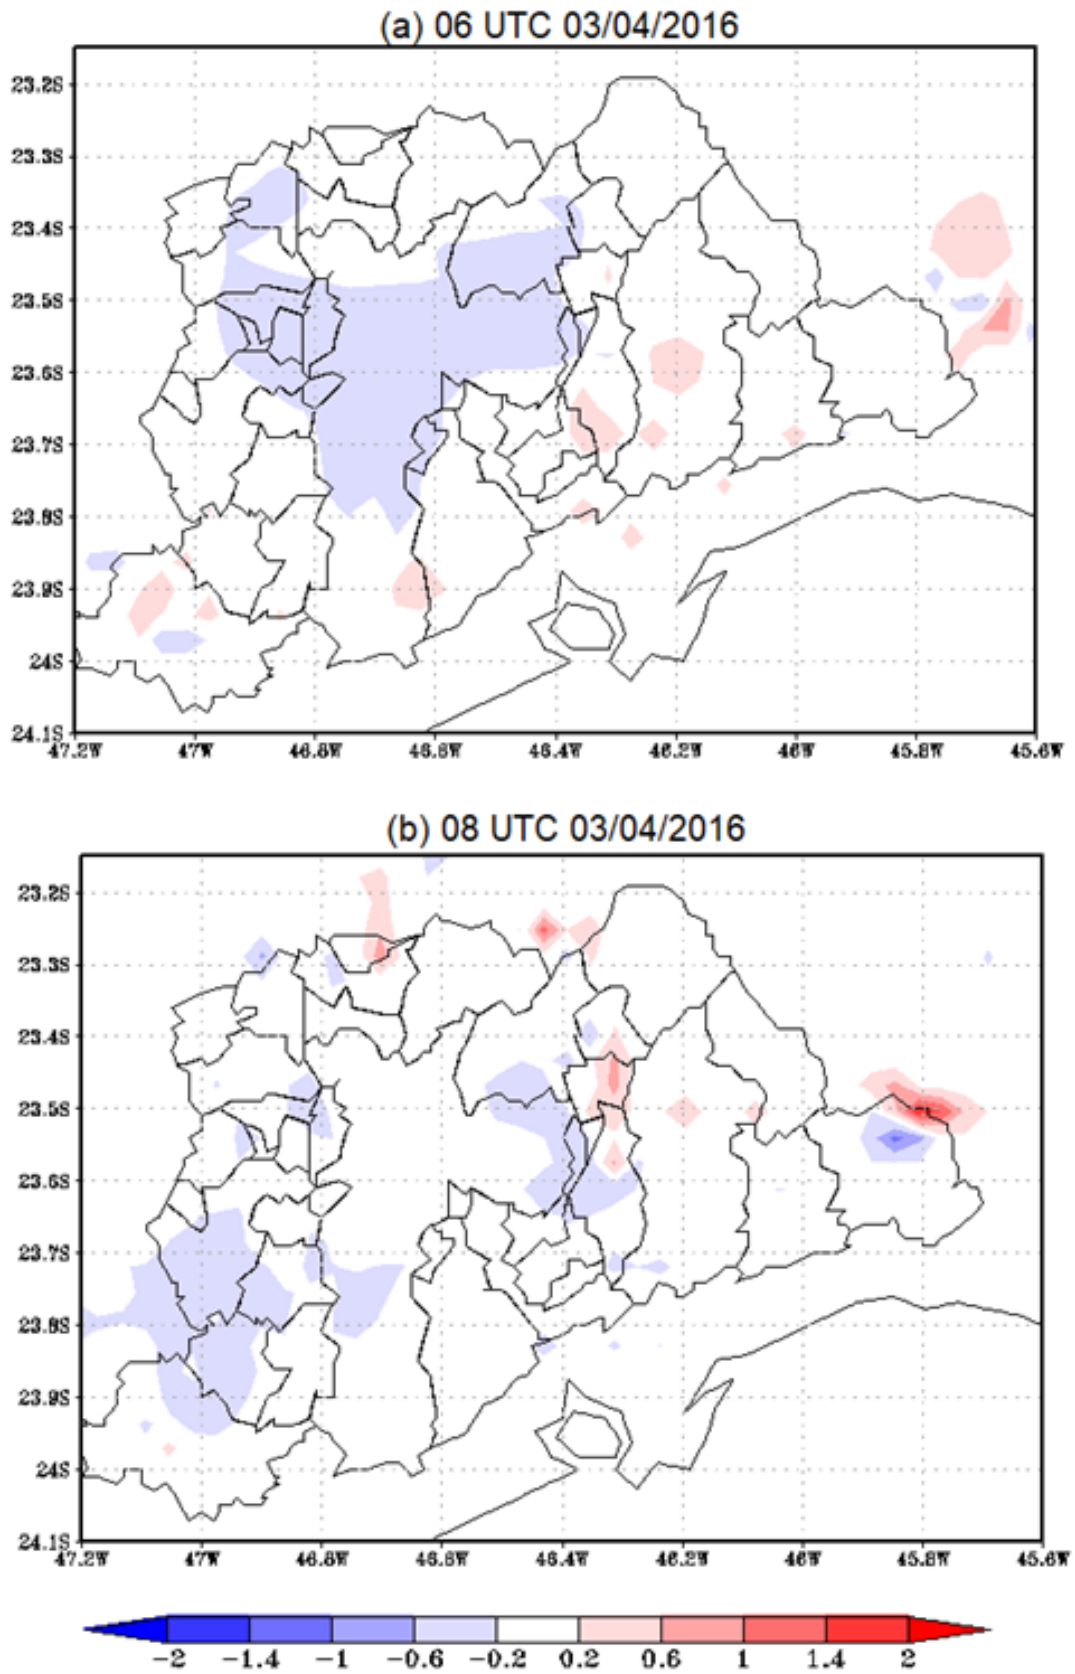 (a) 06 UTC 03/04/2016
23.2S
23.3S
23.4S
23.5S
23.6S
23.7S
23.8S
23.9S
24S
24.1S
47.2W 47W 46.8W 46.6W 46.4W 46.2W 46W 45.8W 45.6W
(b) 08 UTC 03/04/2016
23.2S
23.3S
23.4S
23.5S
23.6S
23.7S
23.8S
23.9S
24S
24.1S
47.2W 47W 46.8W 46.6W 46.4W 46.2W 46W 45.8W 45.6W
-2 -1.4 -1 -0.6 -0.2 0.2 0.6 1 1.4 2